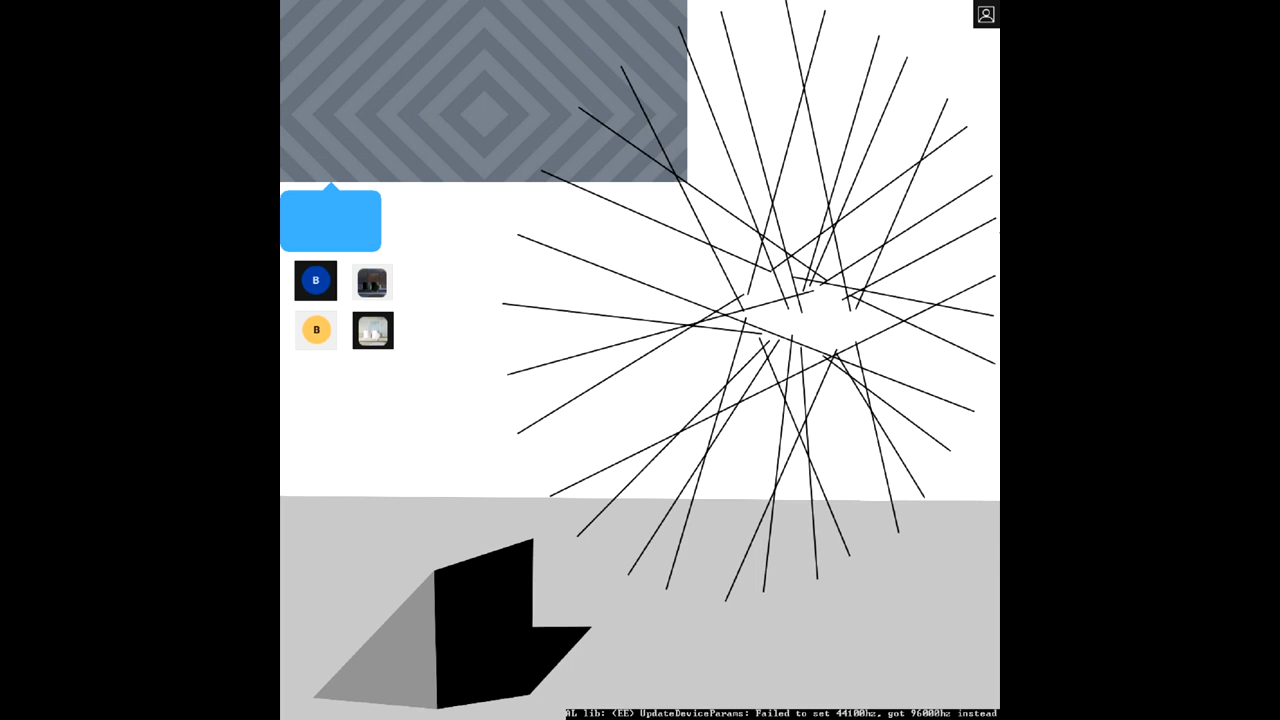 B
B
AL lib: (EE) UpdateDeviceParams: Failed to set 44100hz, got 96000hz instead